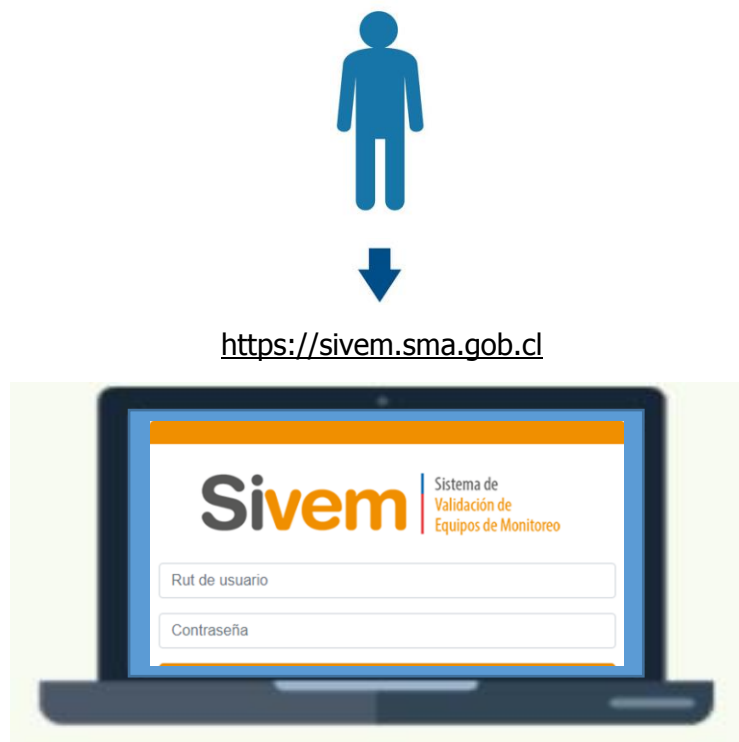 https://sivem.sma.gob.cl
Sivem
Sistema de
Validación de
Equipos de Monitoreo
Rut de usuario
Contraseña